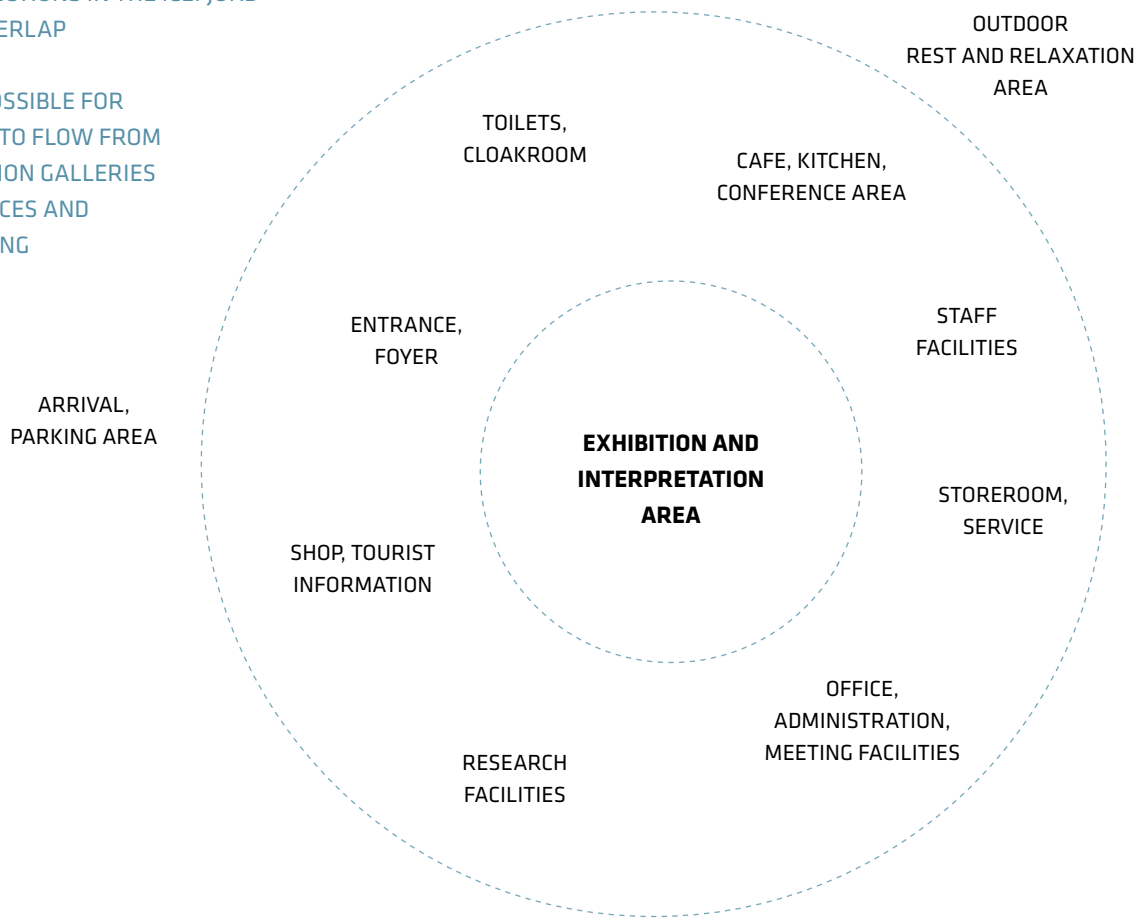 ERLAP
OSSIBLE FOR
TO FLOW FROM
ION GALLERIES
CES AND
NG
OUTDOOR
REST AND RELAXATION
AREA
TOILETS,
CLOAKROOM
CAFE, KITCHEN,
CONFERENCE AREA
ENTRANCE,
FOYER
STAFF
FACILITIES
ARRIVAL,
PARKING AREA
EXHIBITION AND
INTERPRETATION
AREA
STOREROOM,
SERVICE
SHOP, TOURIST
INFORMATION
OFFICE,
ADMINISTRATION,
MEETING FACILITIES
RESEARCH
FACILITIES